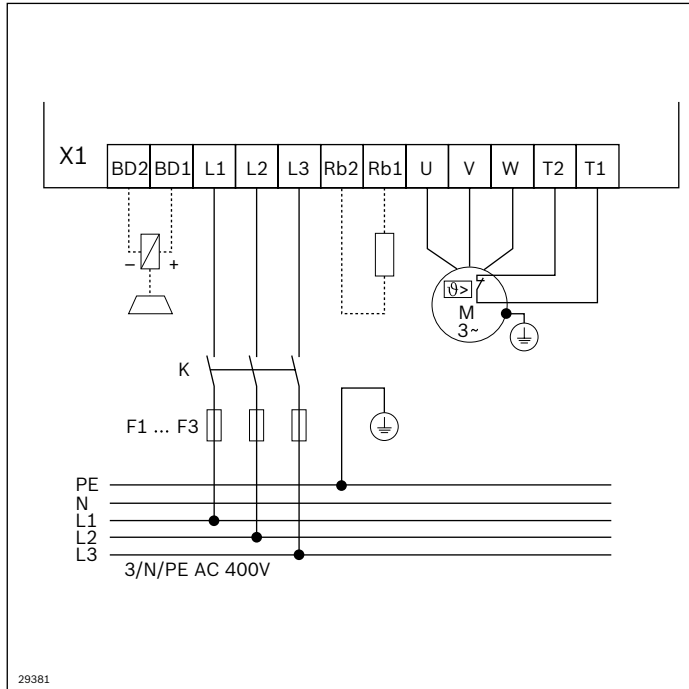 X1
BD2 BD1 L1 L2 L3 Rb2 Rb1 U V W T2 T1
– +
ϑ>
M
3~
K
F1 ... F3
PE
N
L1
L2
L3
3/N/PE AC 400V
29381